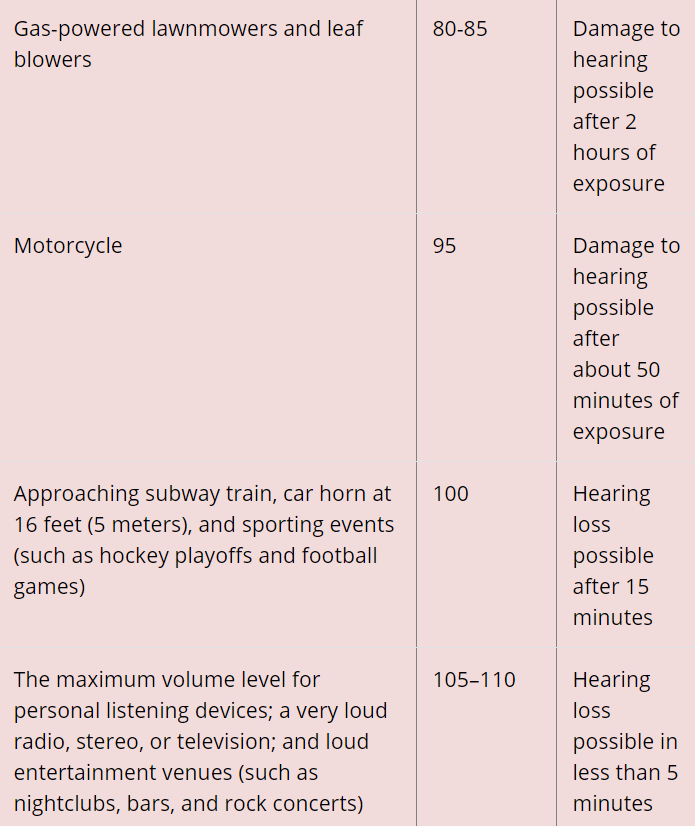 Gas-powered lawnmowers and leaf
blowers
80-85
Damage to
hearing
possible
after 2
hours of
exposure
Motorcycle
95
Damage to
hearing
possible
after
about 50
minutes of
exposure
Approaching subway train, car horn at
16 feet (5 meters), and sporting events
(such as hockey playoffs and football
games)
100
Hearing
loss
possible
after 15
minutes
The maximum volume level for
personal listening devices; a very loud
radio, stereo, or television; and loud
entertainment venues (such as
nightclubs, bars, and rock concerts)
105–110
Hearing
loss
possible in
less than 5
minutes